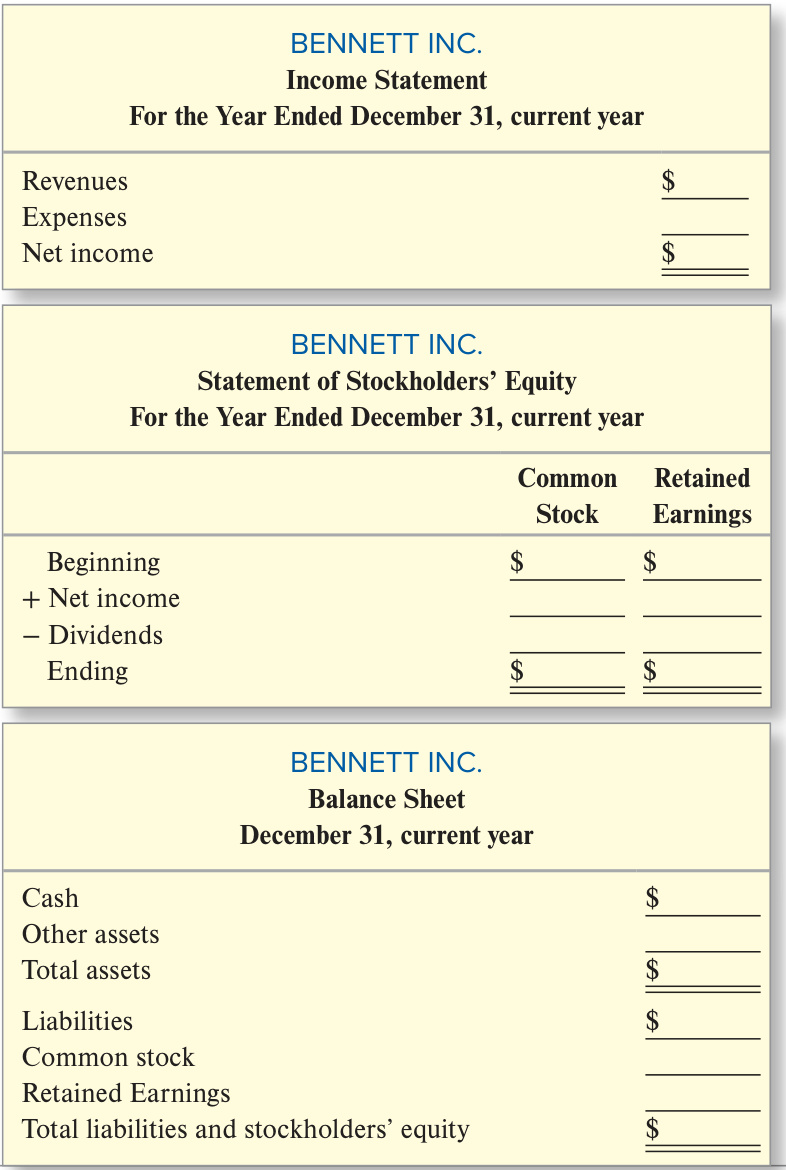 BENNETT INC.
Income Statement
For the Year Ended December 31, current year
Revenues $
Expenses
Net income $
BENNETT INC.
Statement of Stockholders’ Equity
For the Year Ended December 31, current year
Common Retained
Stock Earnings
Beginning $ $
+ Net income
− Dividends
Ending $ $
BENNETT INC.
Balance Sheet
December 31, current year
Cash $
Other assets
Total assets $
Liabilities $
Common stock
Retained Earnings
Total liabilities and stockholders’ equity $